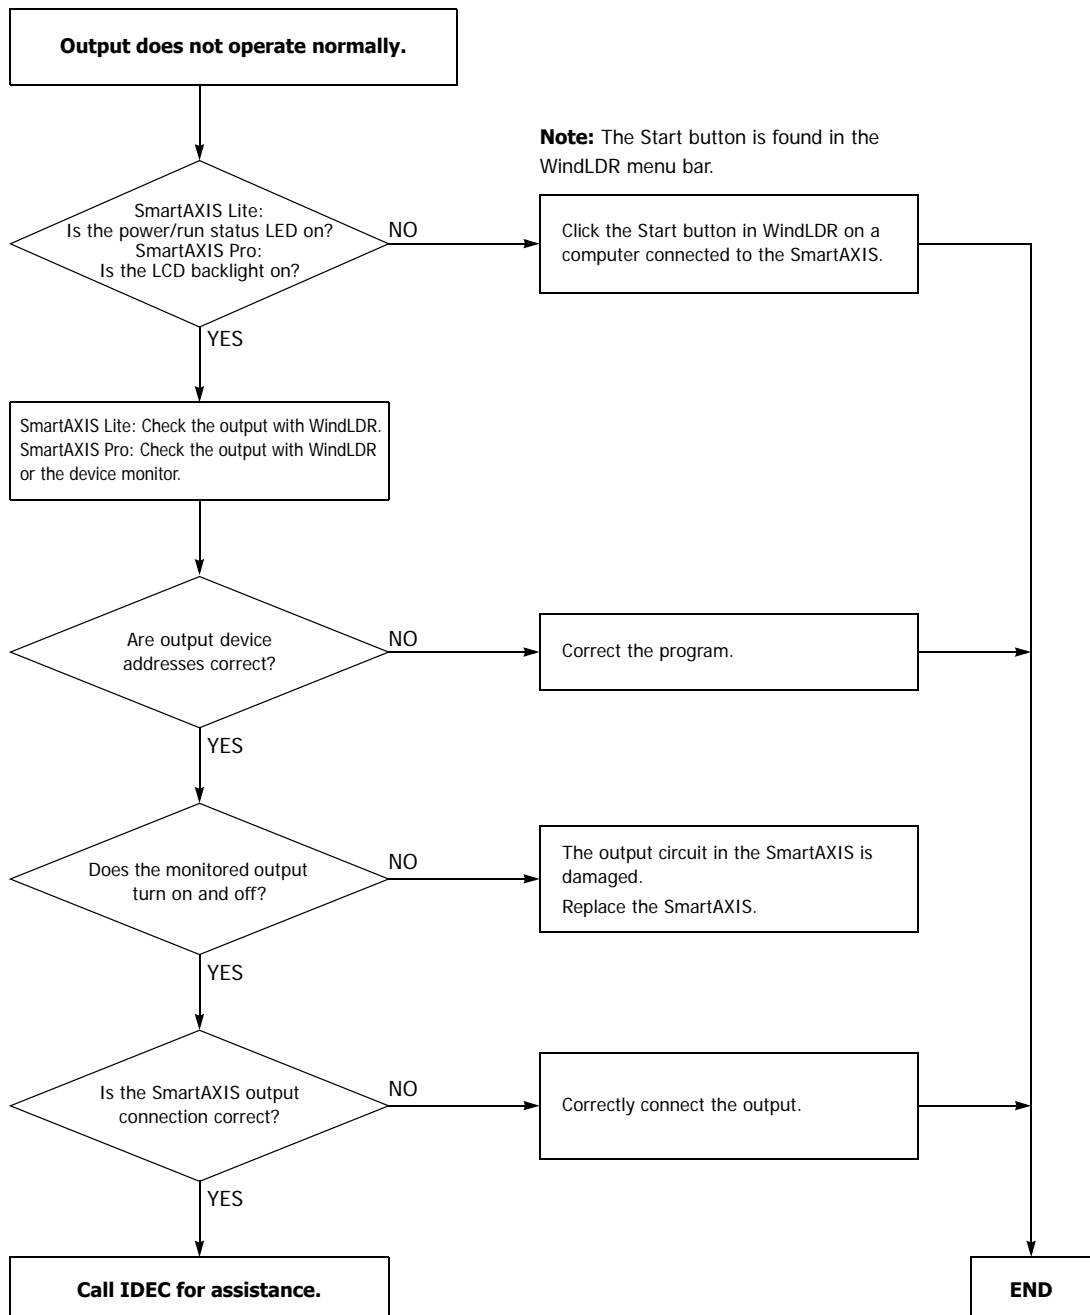 Output does not operate normally.
Note: The Start button is found in the
WindLDR menu bar.
SmartAXIS Lite:
Is the power/run status LED on?
SmartAXIS Pro:
Is the LCD backlight on?
NO
Click the Start button in WindLDR on a
computer connected to the SmartAXIS.
YES
SmartAXIS Lite: Check the output with WindLDR.
SmartAXIS Pro: Check the output with WindLDR
or the device monitor.
Are output device
addresses correct?
NO
Correct the program.
YES
Does the monitored output
turn on and off?
NO
The output circuit in the SmartAXIS is
damaged.
Replace the SmartAXIS.
YES
Is the SmartAXIS output
connection correct?
NO
Correctly connect the output.
YES
Call IDEC for assistance.
END